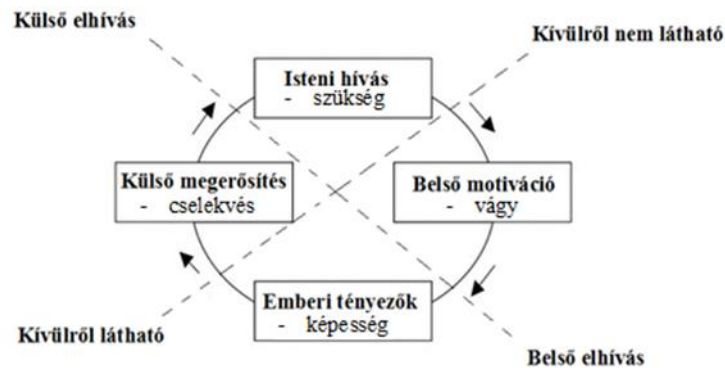 Külső elhívás
Kívülről nem látható
Isteni hívás
- szükség
Külső megerősítés
- cselekvés
Belső motiváció
- vágy
Emberi tényezők
- képesség
Kívülről látható
Belső elhívás